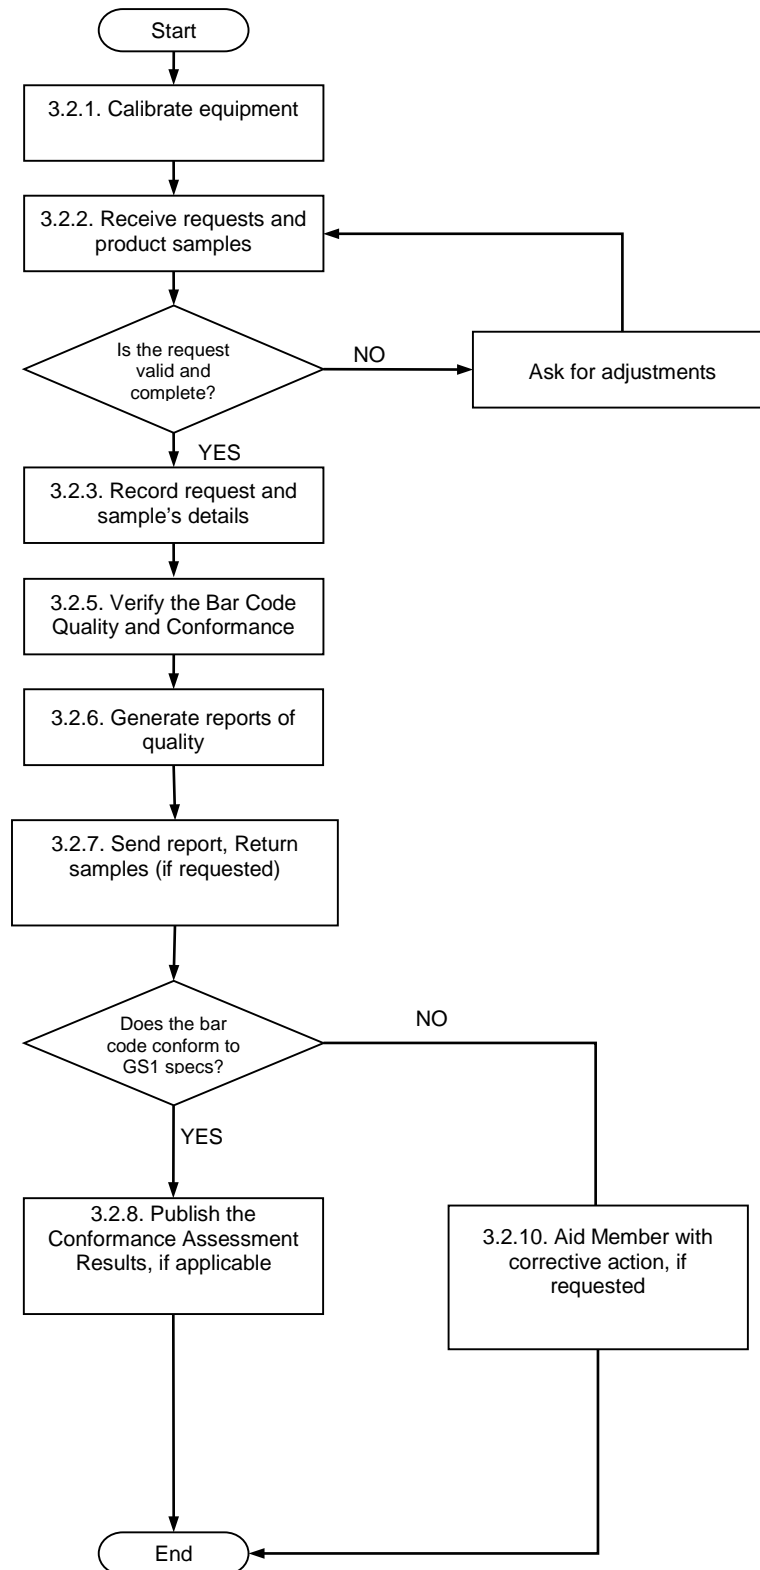 Start
3.2.1. Calibrate equipment
3.2.2. Receive requests and
product samples
Is the request
valid and
complete?
NO
Ask for adjustments
YES
3.2.3. Record request and
sample’s details
3.2.5. Verify the Bar Code
Quality and Conformance
3.2.6. Generate reports of
quality
3.2.7. Send report, Return
samples (if requested)
Does the bar
code conform to
GS1 specs?
NO
YES
3.2.8. Publish the
Conformance Assessment
Results, if applicable
3.2.10. Aid Member with
corrective action, if
requested
End